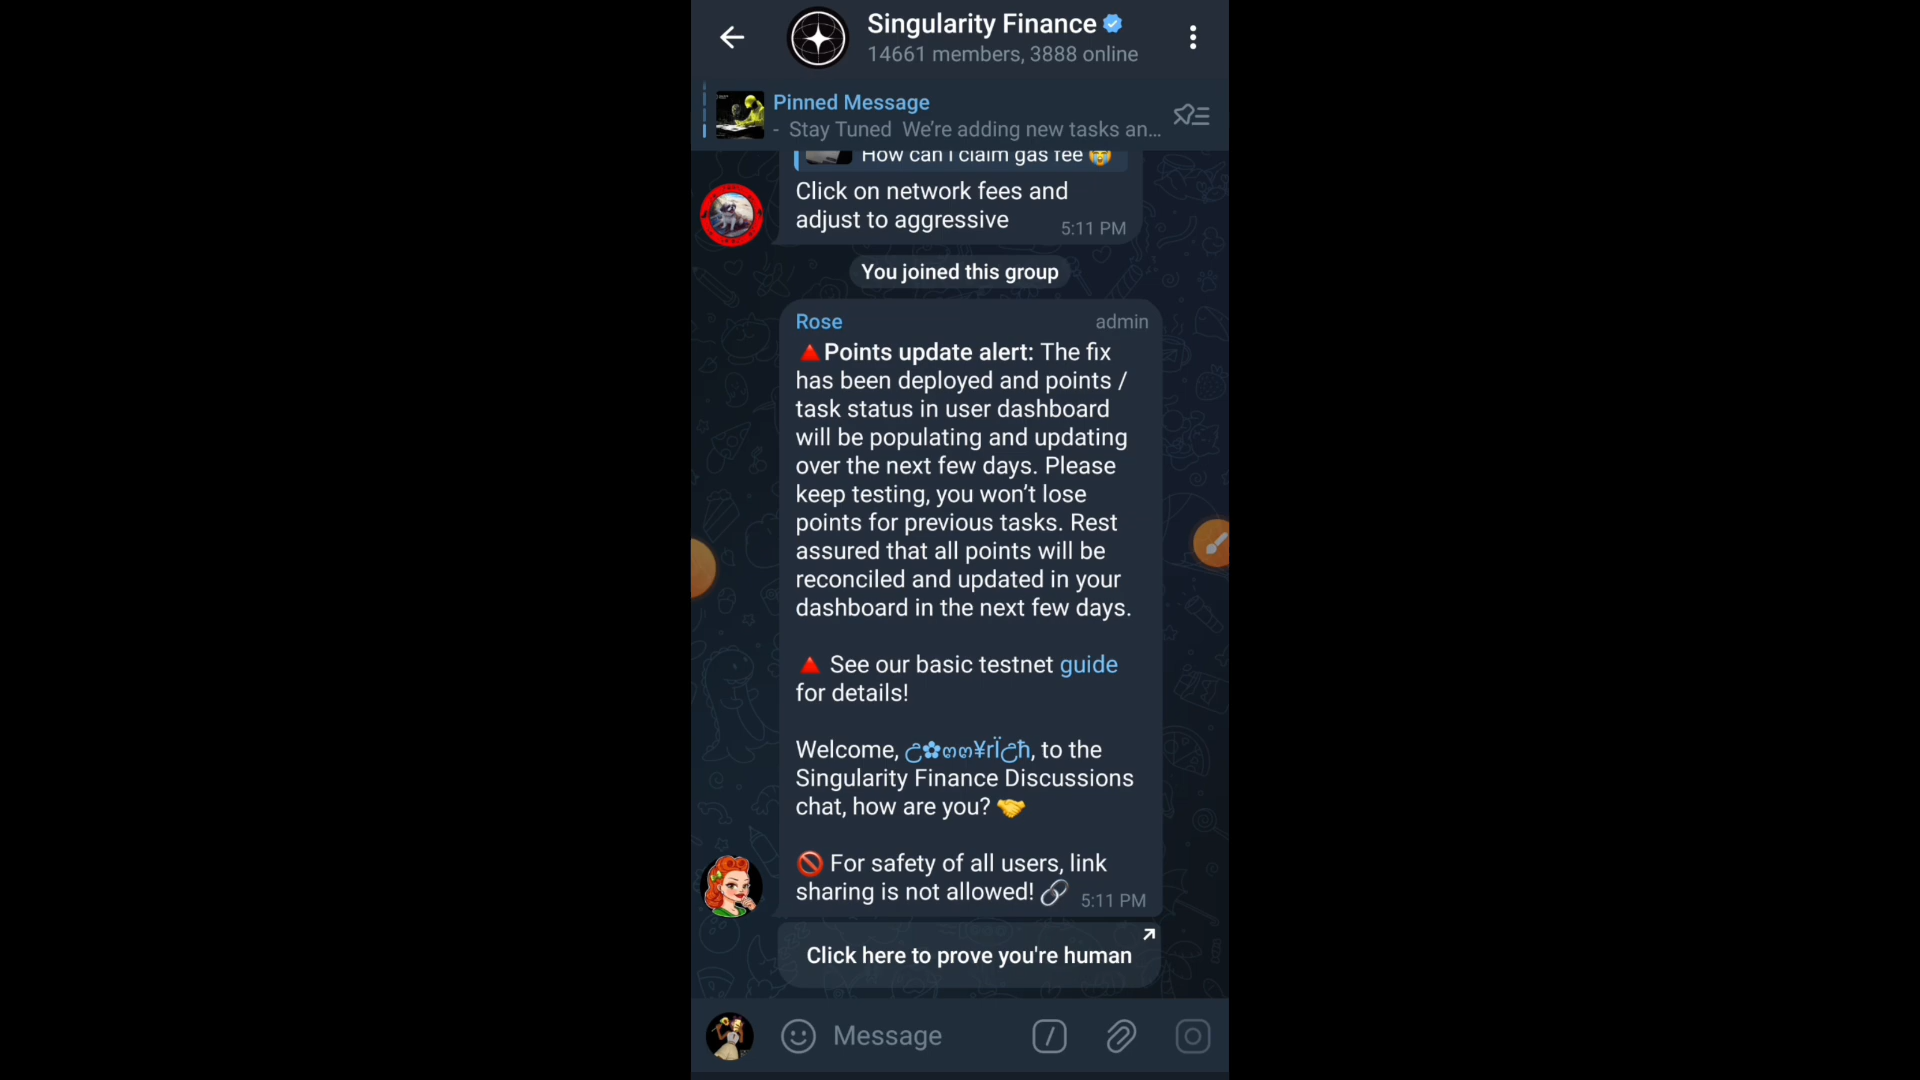 Singularity Finance
14661 members, 3888 online
Pinned Message
- Stay Tuned We're adding new tasks an...
How can I claim gas fee 😭
Click on network fees and
adjust to aggressive 5:11 PM
You joined this group
Rose admin
🔺Points update alert: The fix
has been deployed and points /
task status in user dashboard
will be populating and updating
over the next few days. Please
keep testing, you won't lose
points for previous tasks. Rest
assured that all points will be
reconciled and updated in your
dashboard in the next few days.
🔺 See our basic testnet guide
for details!
Welcome, to the
Singularity Finance Discussions
chat, how are you? 🤝
🚫 For safety of all users, link
sharing is not allowed! 🔗 5:11 PM
Click here to prove you're human
Message